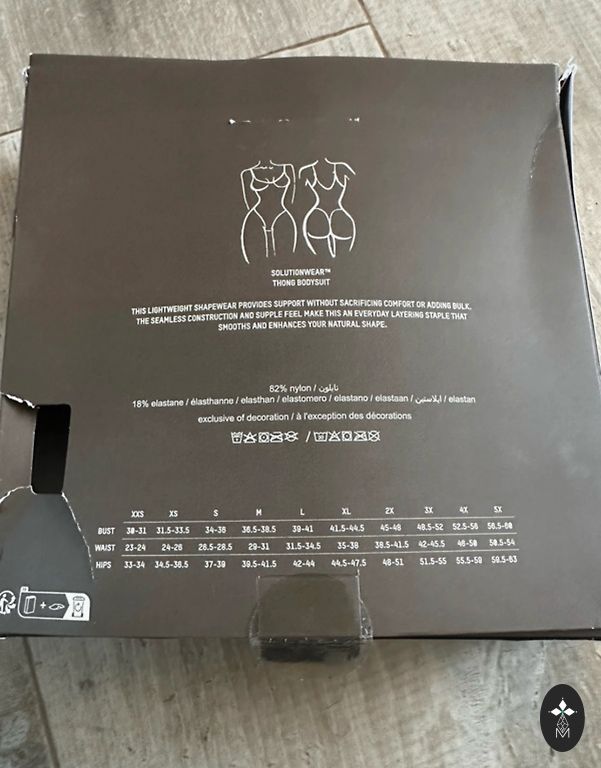 SOLUTIONWEAR™
THONG BODYSUIT
THIS LIGHTWEIGHT SHAPEWEAR PROVIDES SUPPORT WITHOUT SACRIFICING COMFORT OR ADDING BULK.
THE SEAMLESS CONSTRUCTION AND SUPPLE FEEL MAKE THIS AN EVERYDAY LAYERING STAPLE THAT
SMOOTHS AND ENHANCES YOUR NATURAL SHAPE.
82% nylon / نايلون
18% elastane / élasthanne / elasthan / elastomero / elastano / elastaan / ايلاستين / elastan
exclusive of decoration / à l'exception des décorations
XXS XS S M L XL 2X 3X 4X 5X
BUST 30-31 31.5-33.5 34-36 36.5-38.5 39-41 41.5-44.5 45-48 48.5-52 52.5-56 56.5-60
WAIST 23-24 24-26 26.5-28.5 29-31 31.5-34.5 35-38 38.5-41.5 42-45.5 46-50 50.5-54
HIPS 33-34 34.5-36.5 37-39 39.5-41.5 42-44 44.5-47.5 48-51 51.5-55 55.5-59 59.5-63
M